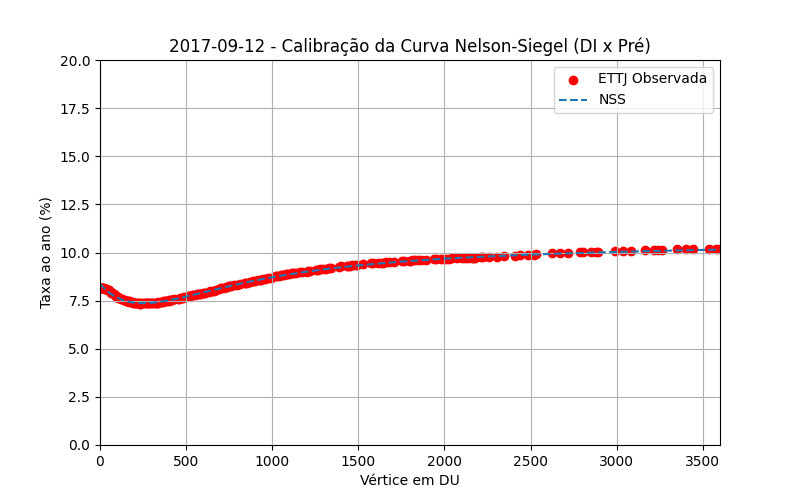 2017-09-12 - Calibração da Curva Nelson-Siegel (DI x Pré)
20.0
17.5
15.0
12.5
10.0
7.5
5.0
2.5
0.0
Taxa ao ano (%)
ETTJ Observada
NSS
0 500 1000 1500 2000 2500 3000 3500
Vértice em DU